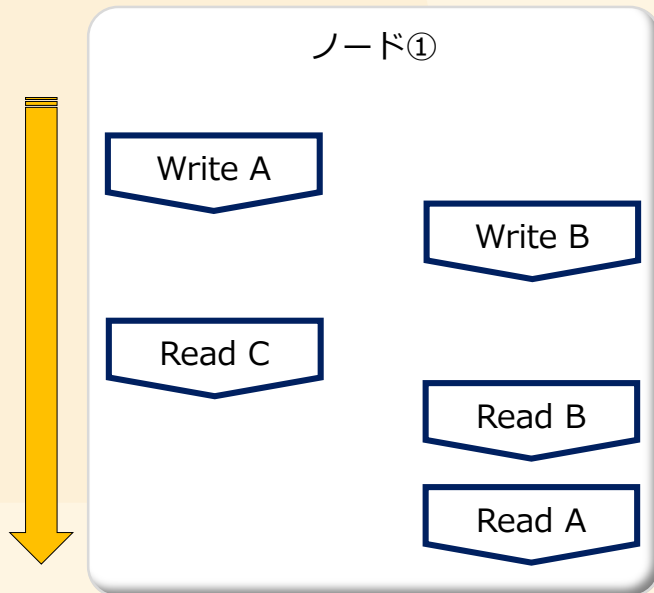 ノード①
Write A
Write B
Read C
Read B
Read A